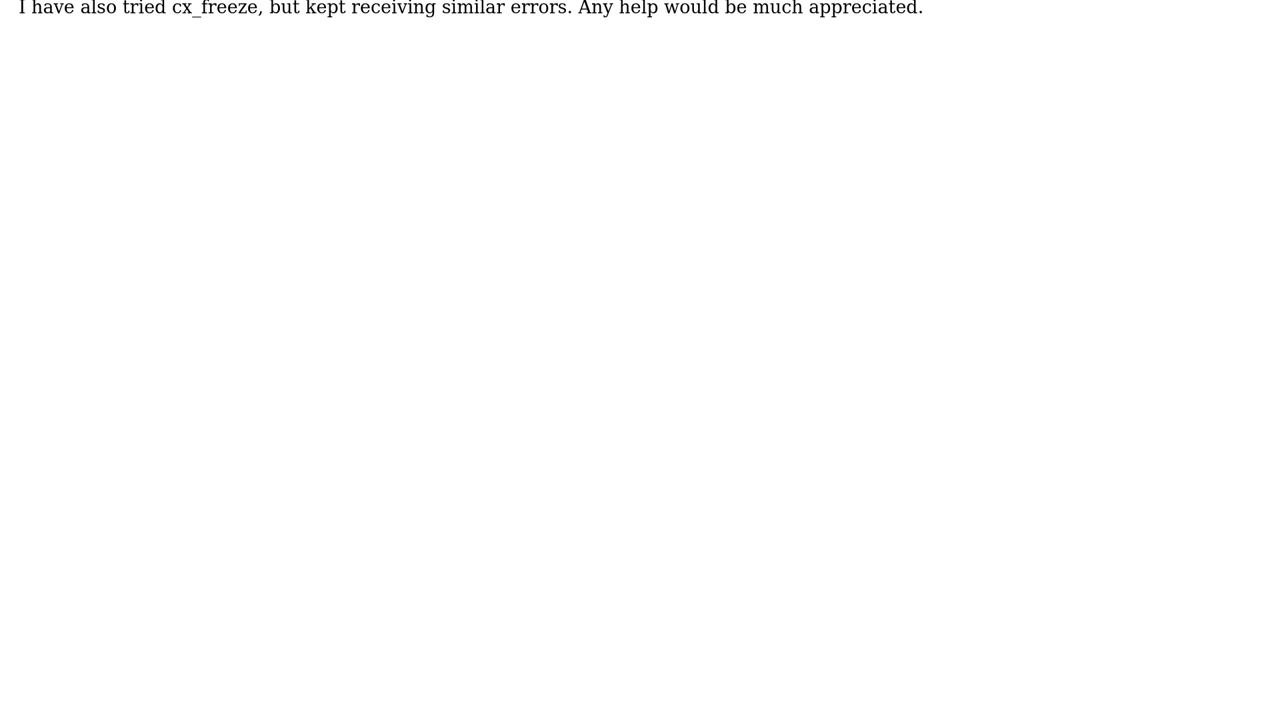 I have also tried cx_freeze, but kept receiving similar errors. Any help would be much appreciated.